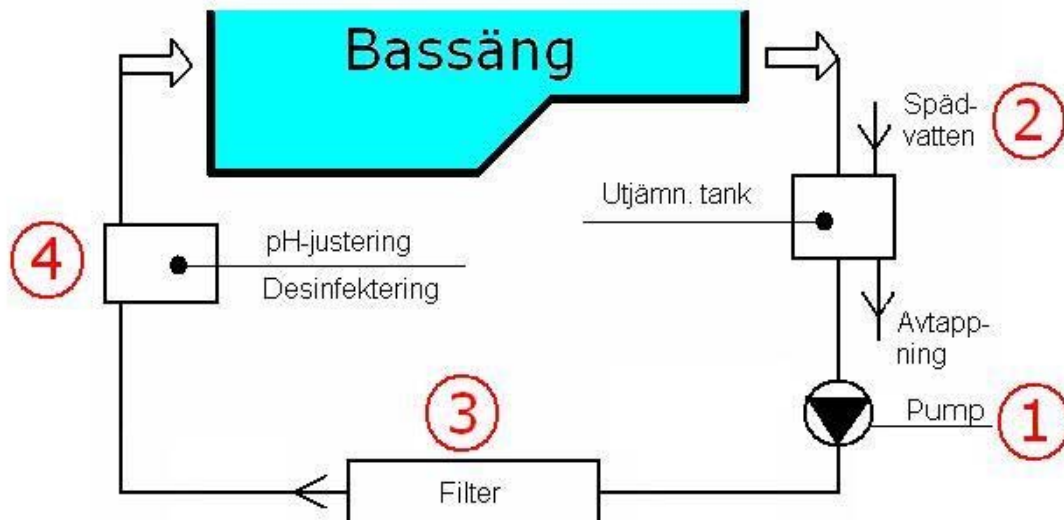 Bassäng
Späd-
vatten
2
Utjämn. tank
4
pH-justering
Desinfektering
Avtapp-
ning
3
Pump
1
Filter